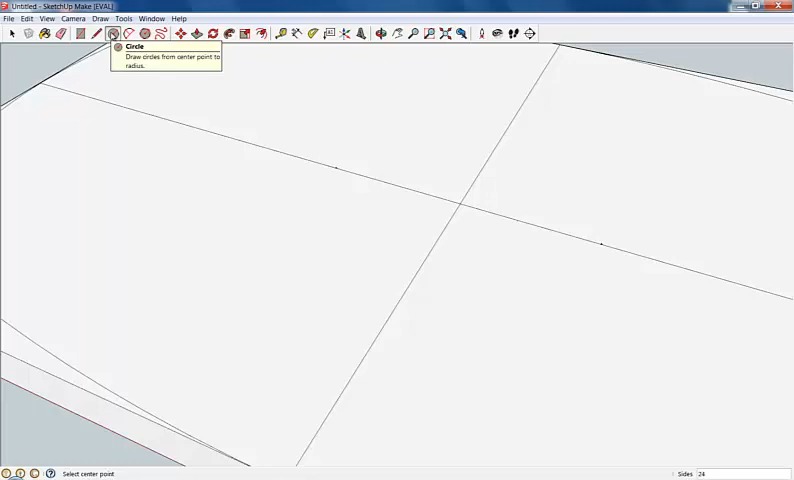 Untitled - SketchUp Make [EVAL]
File Edit View Camera Draw Tools Window Help
Circle
Draw circles from center point to
radius.
Select center point
Sides 24